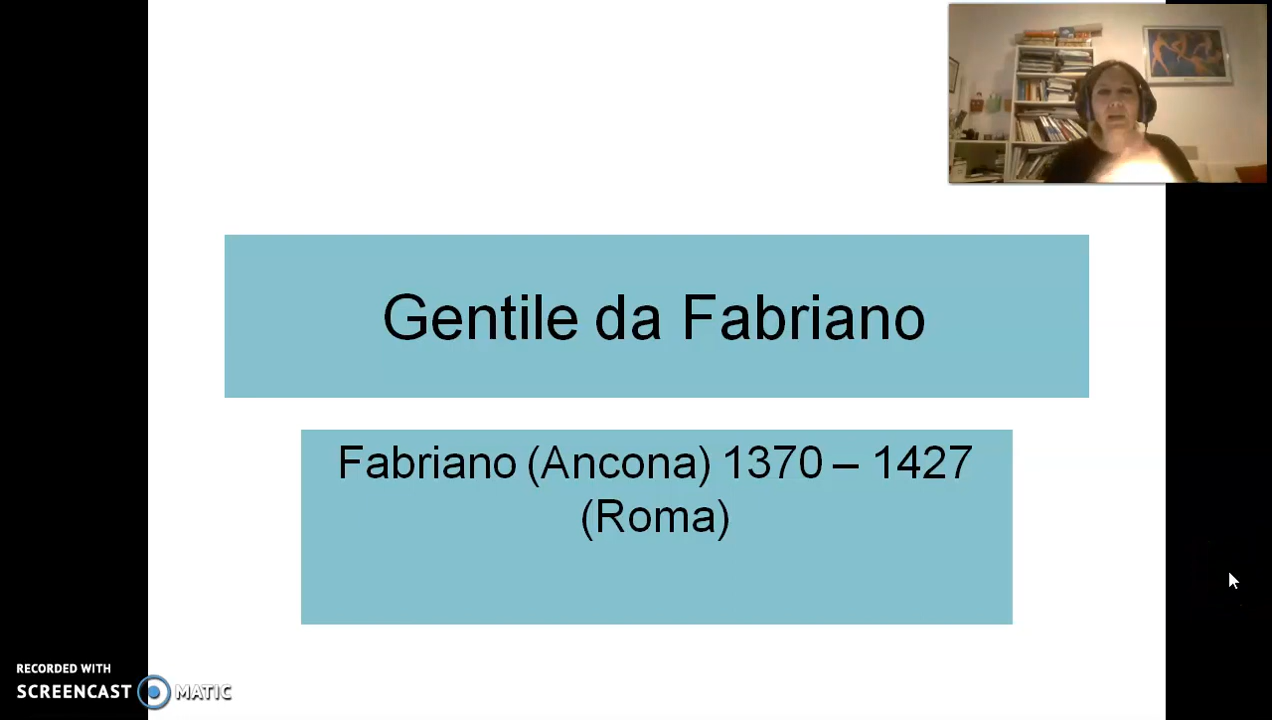 Gentile da Fabriano
Fabriano (Ancona) 1370 – 1427
(Roma)
RECORDED WITH
SCREENCAST MATIC